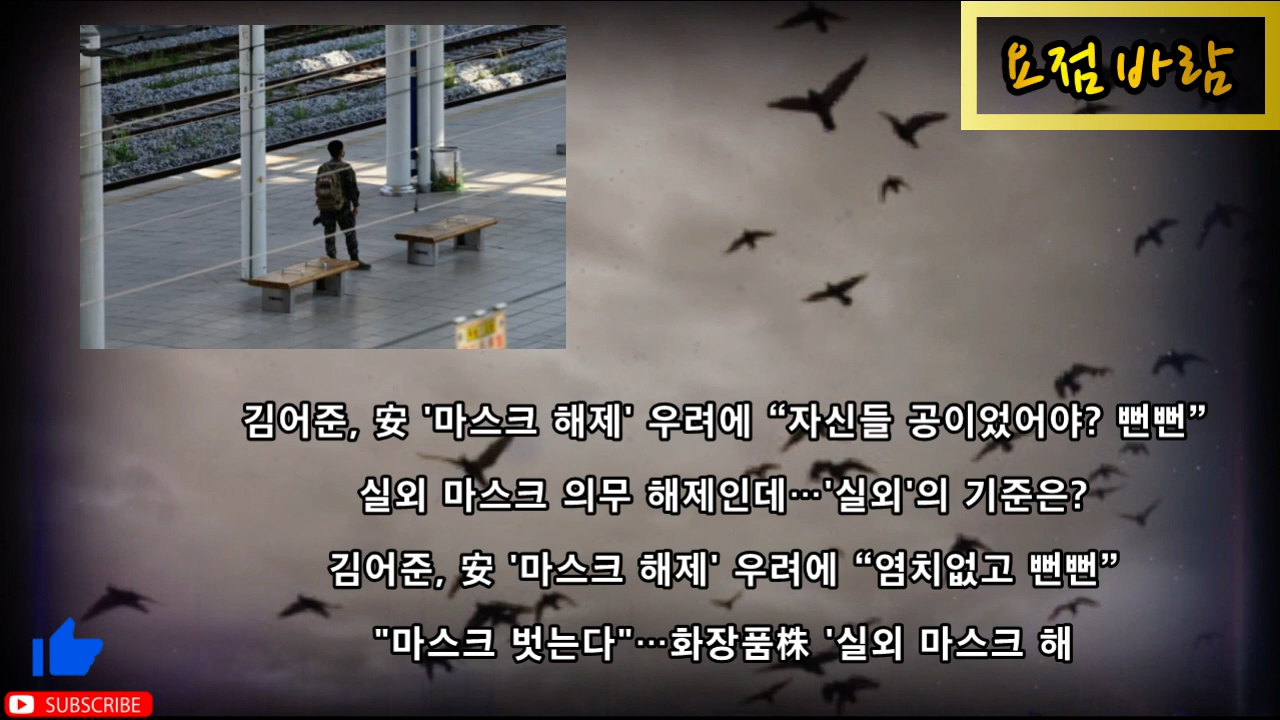 요점바람
김어준, 安 '마스크 해제' 우려에 “자신들 공이었어야? 뻔뻔”
실외 마스크 의무 해제인데…'실외'의 기준은?
김어준, 安 '마스크 해제' 우려에 “염치없고 뻔뻔”
"마스크 벗는다"…화장품株 '실외 마스크 해
SUBSCRIBE